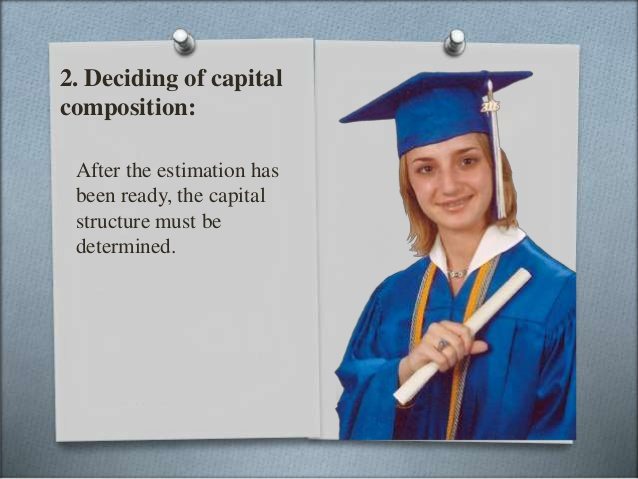 2. Deciding of capital
composition:
After the estimation has
been ready, the capital
structure must be
determined.